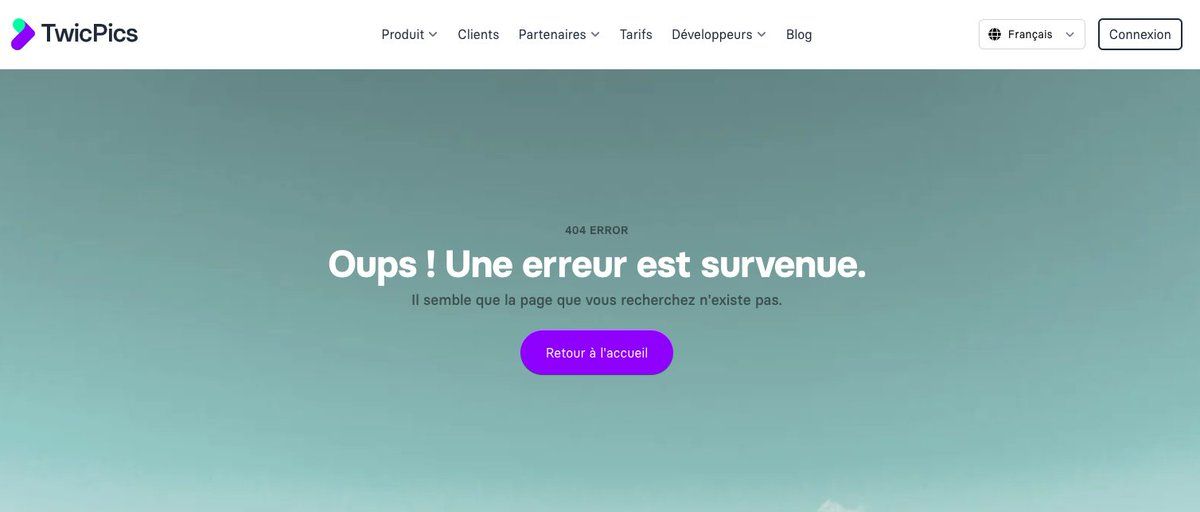 TwicPics
Produit Clients Partenaires Tarifs Développeurs Blog Français Connexion
404 ERROR
Oups ! Une erreur est survenue.
Il semble que la page que vous recherchez n'existe pas.
Retour à l'accueil